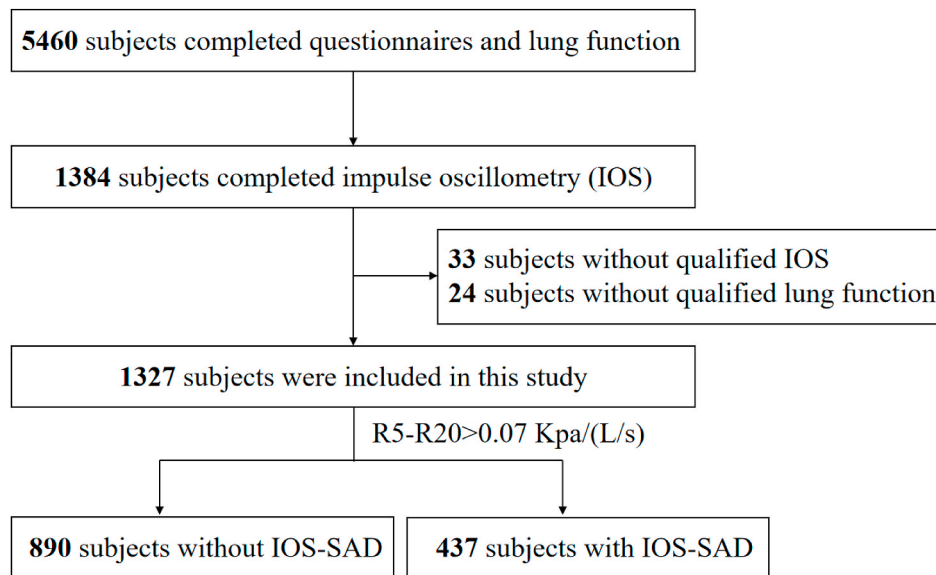 5460 subjects completed questionnaires and lung function
1384 subjects completed impulse oscillometry (IOS)
33 subjects without qualified IOS
24 subjects without qualified lung function
1327 subjects were included in this study
R5-R20>0.07 Kpa/(L/s)
890 subjects without IOS-SAD
437 subjects with IOS-SAD